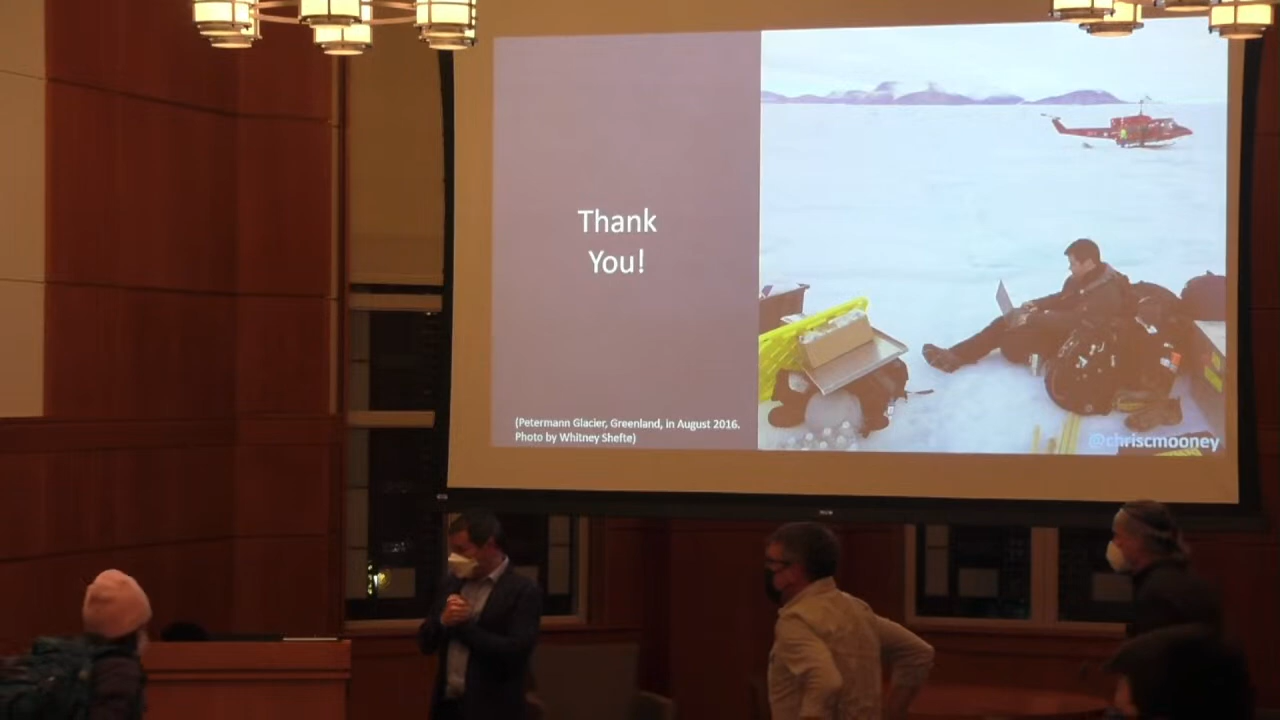 Thank
You!
(Petermann Glacier, Greenland, in August 2016.
Photo by Whitney Shefte)
@chriscmooney